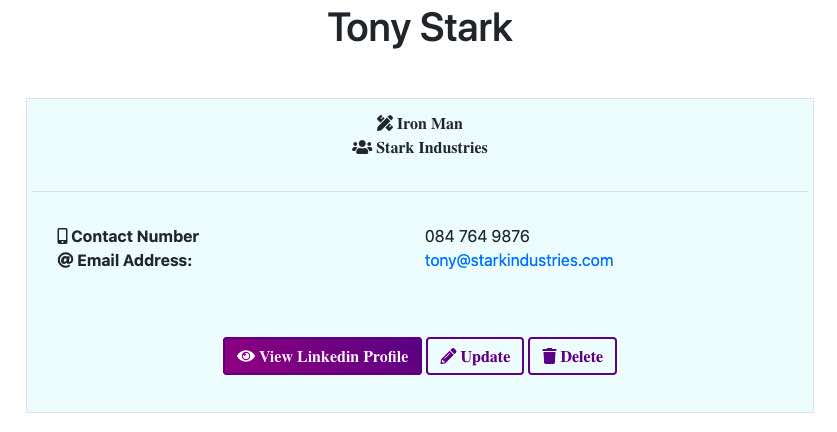 Tony Stark
Iron Man
Stark Industries
Contact Number 084 764 9876
@ Email Address: tony@starkindustries.com
View Linkedin Profile Update Delete